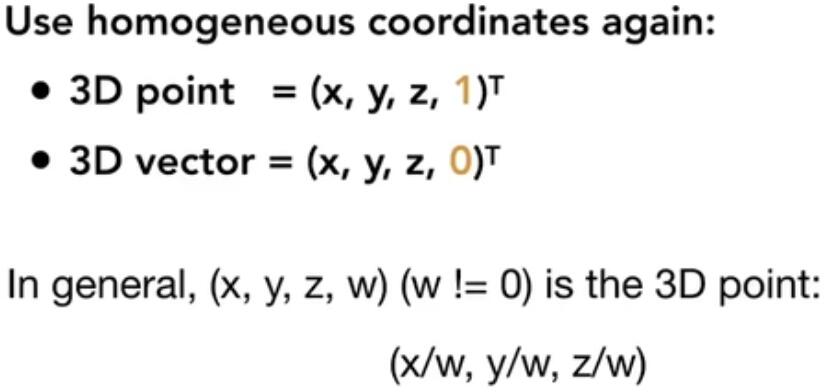 Use homogeneous coordinates again:
• 3D point = (x, y, z, 1)ᵀ
• 3D vector = (x, y, z, 0)ᵀ
In general, (x, y, z, w) (w != 0) is the 3D point:
(x/w, y/w, z/w)